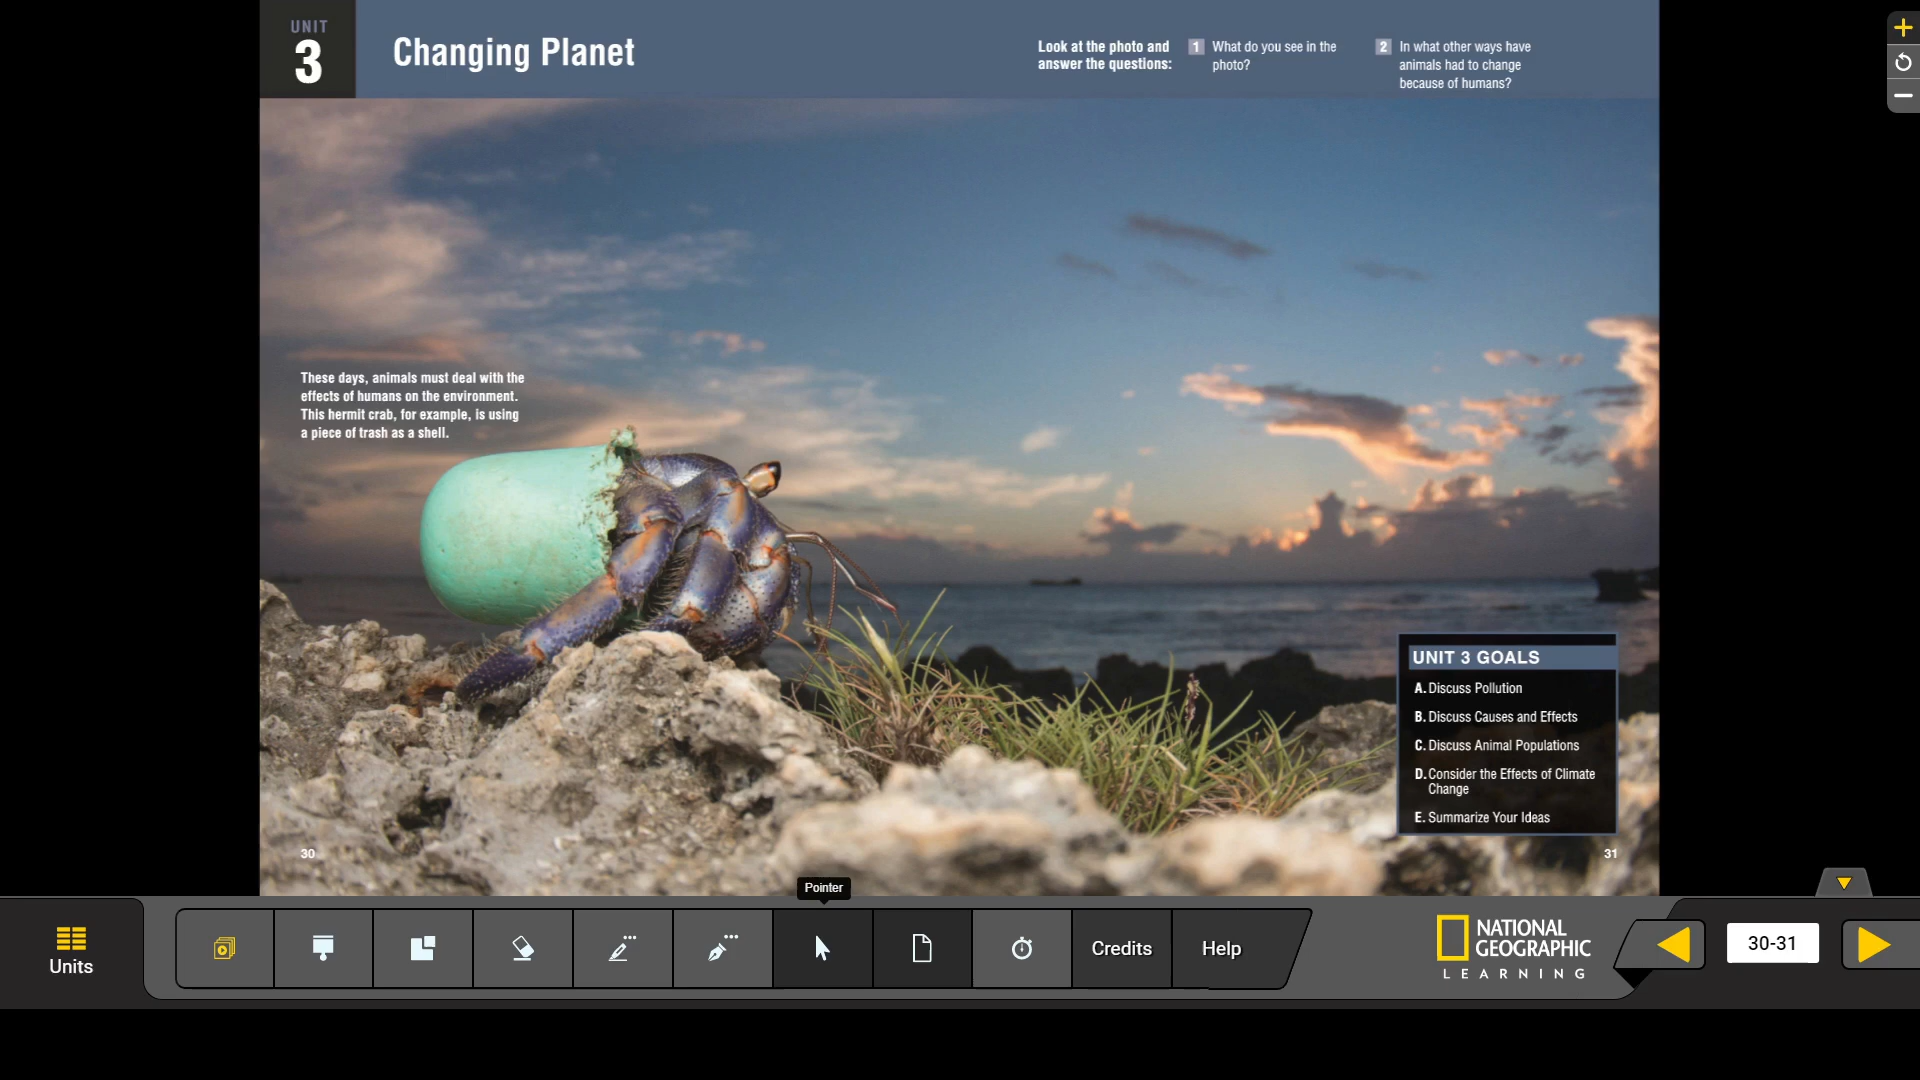 UNIT
3
Changing Planet
Look at the photo and
answer the questions:
1 What do you see in the
photo?
2 In what other ways have
animals had to change
because of humans?
These days, animals must deal with the
effects of humans on the environment.
This hermit crab, for example, is using
a piece of trash as a shell.
UNIT 3 GOALS
A. Discuss Pollution
B. Discuss Causes and Effects
C. Discuss Animal Populations
D. Consider the Effects of Climate
Change
E. Summarize Your Ideas
30
31
Pointer
Units
Credits
Help
NATIONAL
GEOGRAPHIC
LEARNING
30-31